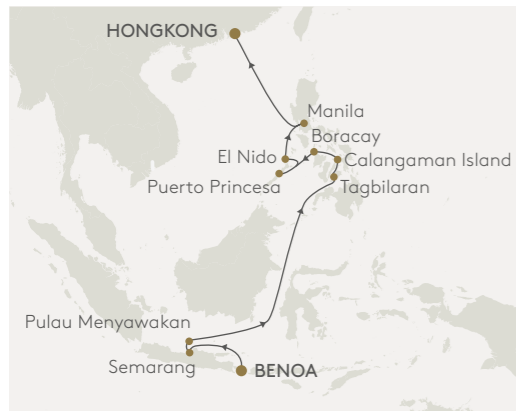 HONGKONG
Manila
Boracay
El Nido
Calangaman Island
Puerto Princesa
Tagbilaran
Pulau Menyawakan
Semarang
BENOA